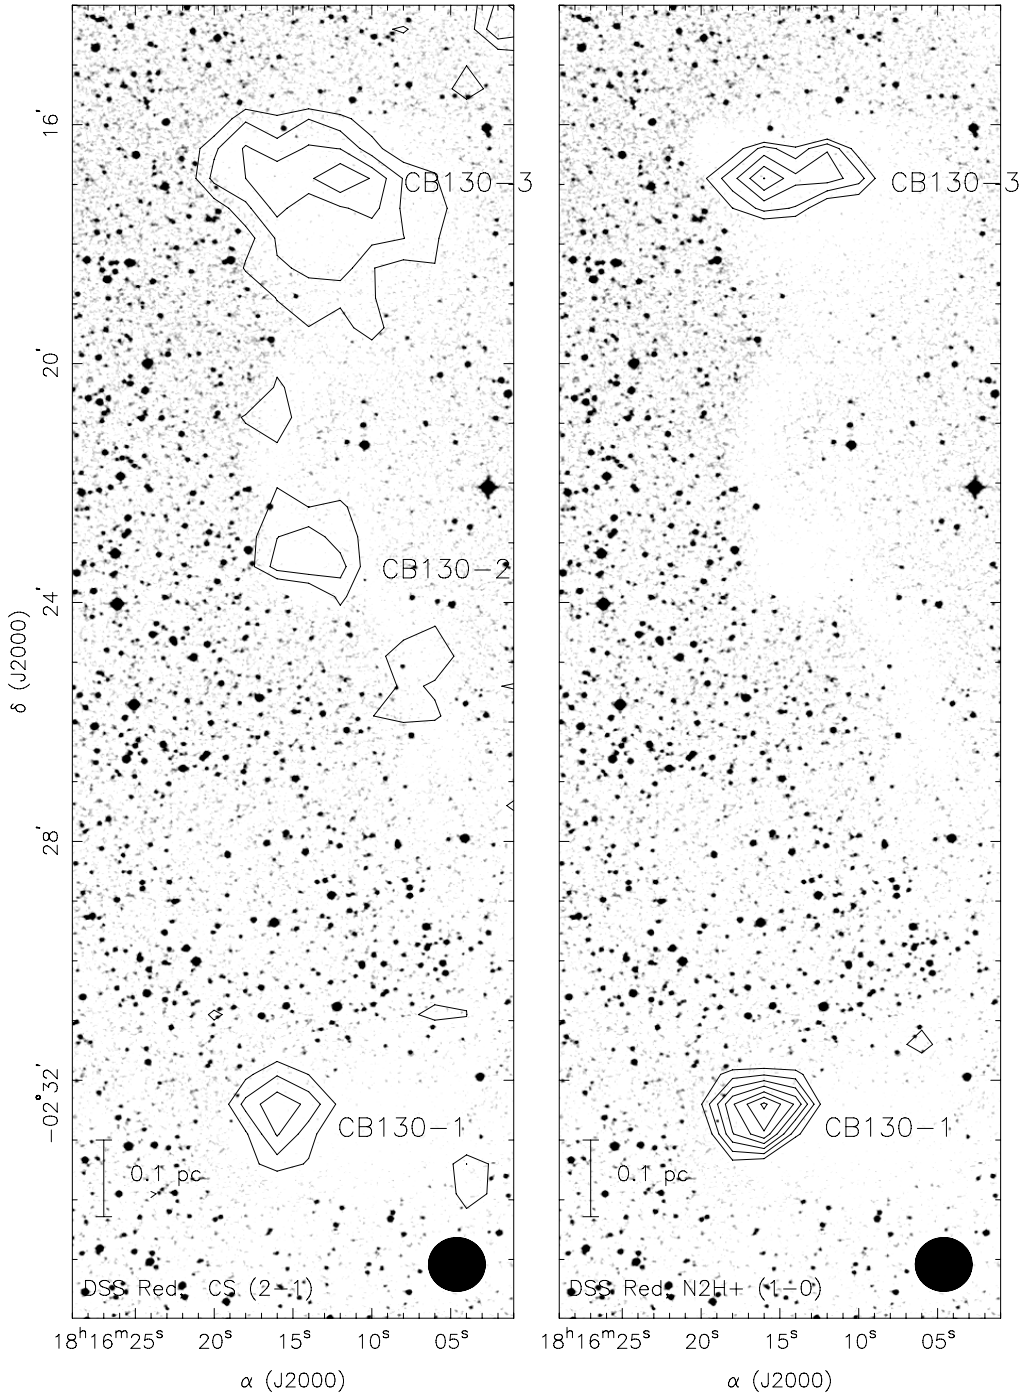 16'
CB130-3
CB130-3
20'
CB130-2
24'
δ (J2000)
28'
-02° 32'
CB130-1
CB130-1
0.1 pc
0.1 pc
DSS Red, CS (2-1)
DSS Red, N2H+ (1-0)
18ʰ16ᵐ25ˢ 20ˢ 15ˢ 10ˢ 05ˢ
18ʰ16ᵐ25ˢ 20ˢ 15ˢ 10ˢ 05ˢ
α (J2000)
α (J2000)